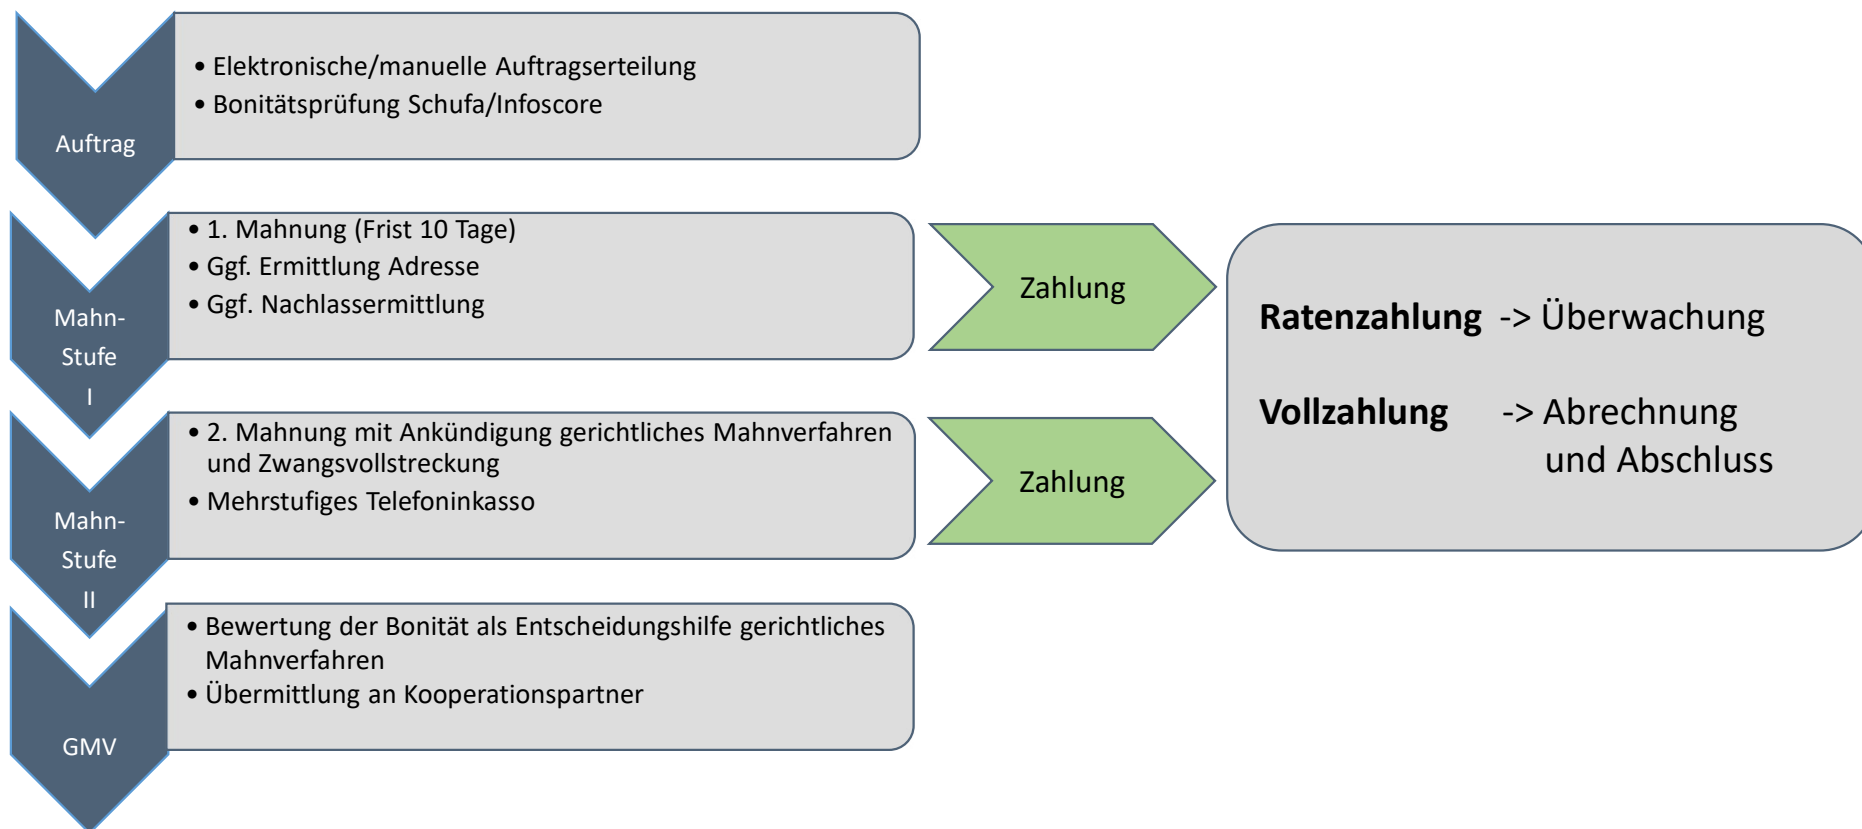 Auftrag
• Elektronische/manuelle Auftragserteilung
• Bonitätsprüfung Schufa/Infoscore
Mahn-
Stufe
I
• 1. Mahnung (Frist 10 Tage)
• Ggf. Ermittlung Adresse
• Ggf. Nachlassermittlung
Zahlung
Mahn-
Stufe
II
• 2. Mahnung mit Ankündigung gerichtliches Mahnverfahren
und Zwangsvollstreckung
• Mehrstufiges Telefoninkasso
Zahlung
Ratenzahlung -> Überwachung
Vollzahlung -> Abrechnung
und Abschluss
GMV
• Bewertung der Bonität als Entscheidungshilfe gerichtliches
Mahnverfahren
• Übermittlung an Kooperationspartner